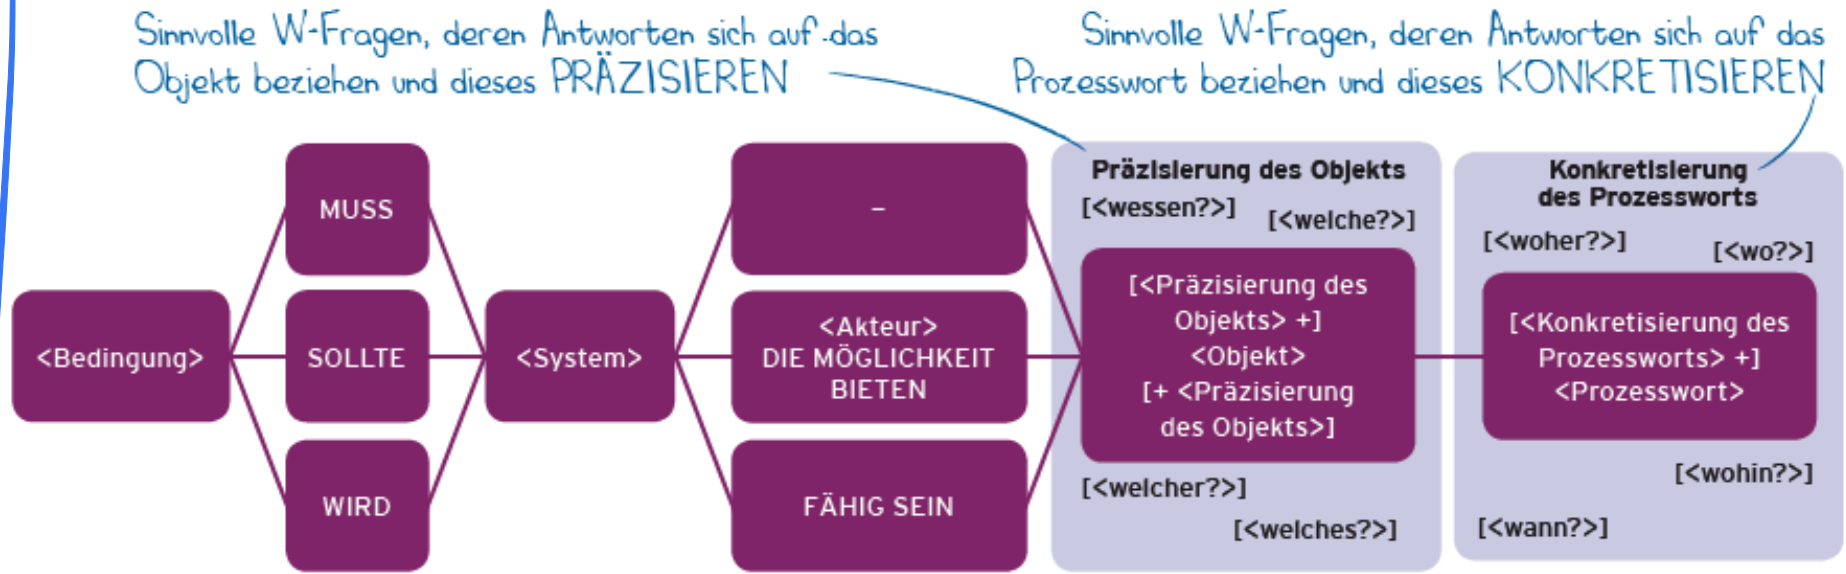 Sinnvolle W-Fragen, deren Antworten sich auf das
Objekt beziehen und dieses PRÄZISIEREN
Sinnvolle W-Fragen, deren Antworten sich auf das
Prozesswort beziehen und dieses KONKRETISIEREN
<Bedingung>
MUSS
SOLLTE
WIRD
<System>
–
<Akteur>
DIE MÖGLICHKEIT
BIETEN
FÄHIG SEIN
Präzisierung des Objekts
[<wessen?>]
[<welche?>]
[<Präzisierung des
Objekts> +]
<Objekt>
[+ <Präzisierung
des Objekts>]
[<welcher?>]
[<welches?>]
Konkretisierung
des Prozessworts
[<woher?>]
[<wo?>]
[<Konkretisierung des
Prozessworts> +]
<Prozesswort>
[<wohin?>]
[<wann?>]